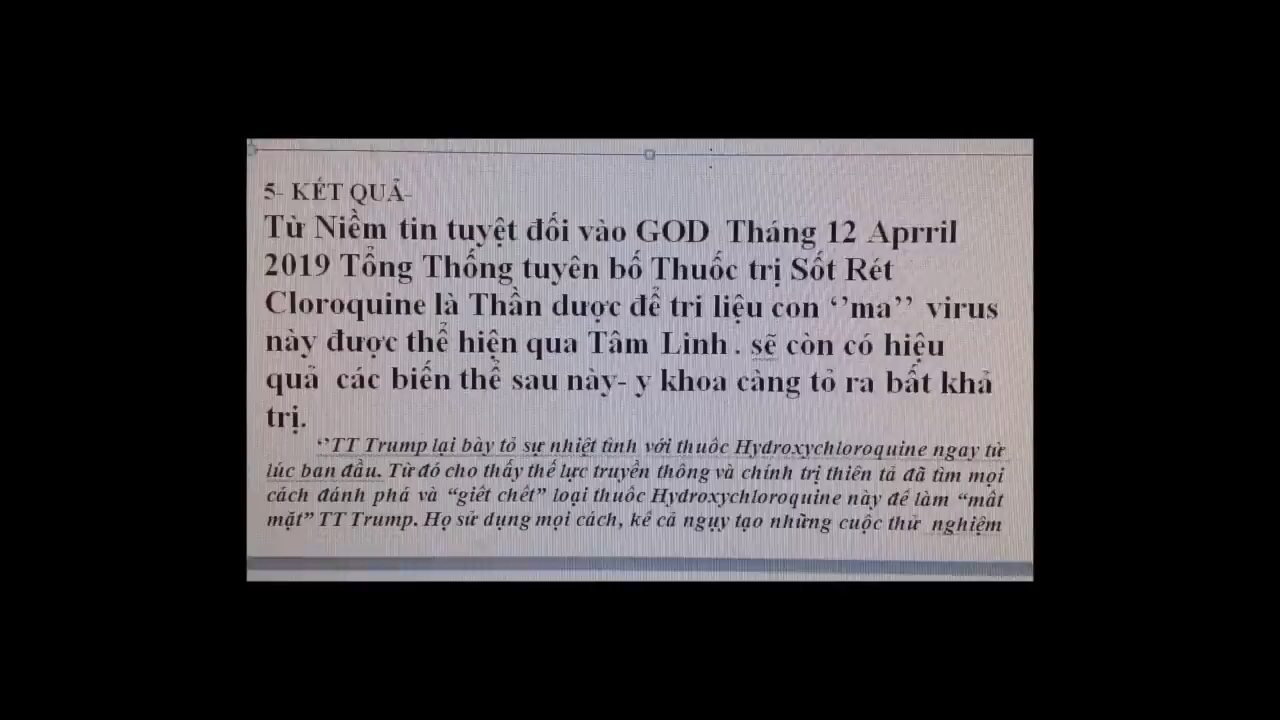 5- KẾT QUẢ-
Từ Niềm tin tuyệt đối vào GOD Tháng 12 Aprril
2019 Tổng Thống tuyên bố Thuốc trị Sốt Rét
Cloroquine là Thần dược để tri liệu con ‘’ma’’ virus
này được thể hiện qua Tâm Linh . sẽ còn có hiệu
quả các biến thể sau này- y khoa càng tỏ ra bất khả
trị.
‘’TT Trump lại bày tỏ sự nhiệt tình với thuốc Hydroxychloroquine ngay từ
lúc ban đầu. Từ đó cho thấy thế lực truyền thông và chính trị thiên tả đã tìm mọi
cách đánh phá và “giết chết” loại thuốc Hydroxychloroquine này để làm “mất
mặt” TT Trump. Họ sử dụng mọi cách, kể cả ngụy tạo những cuộc thử nghiệm